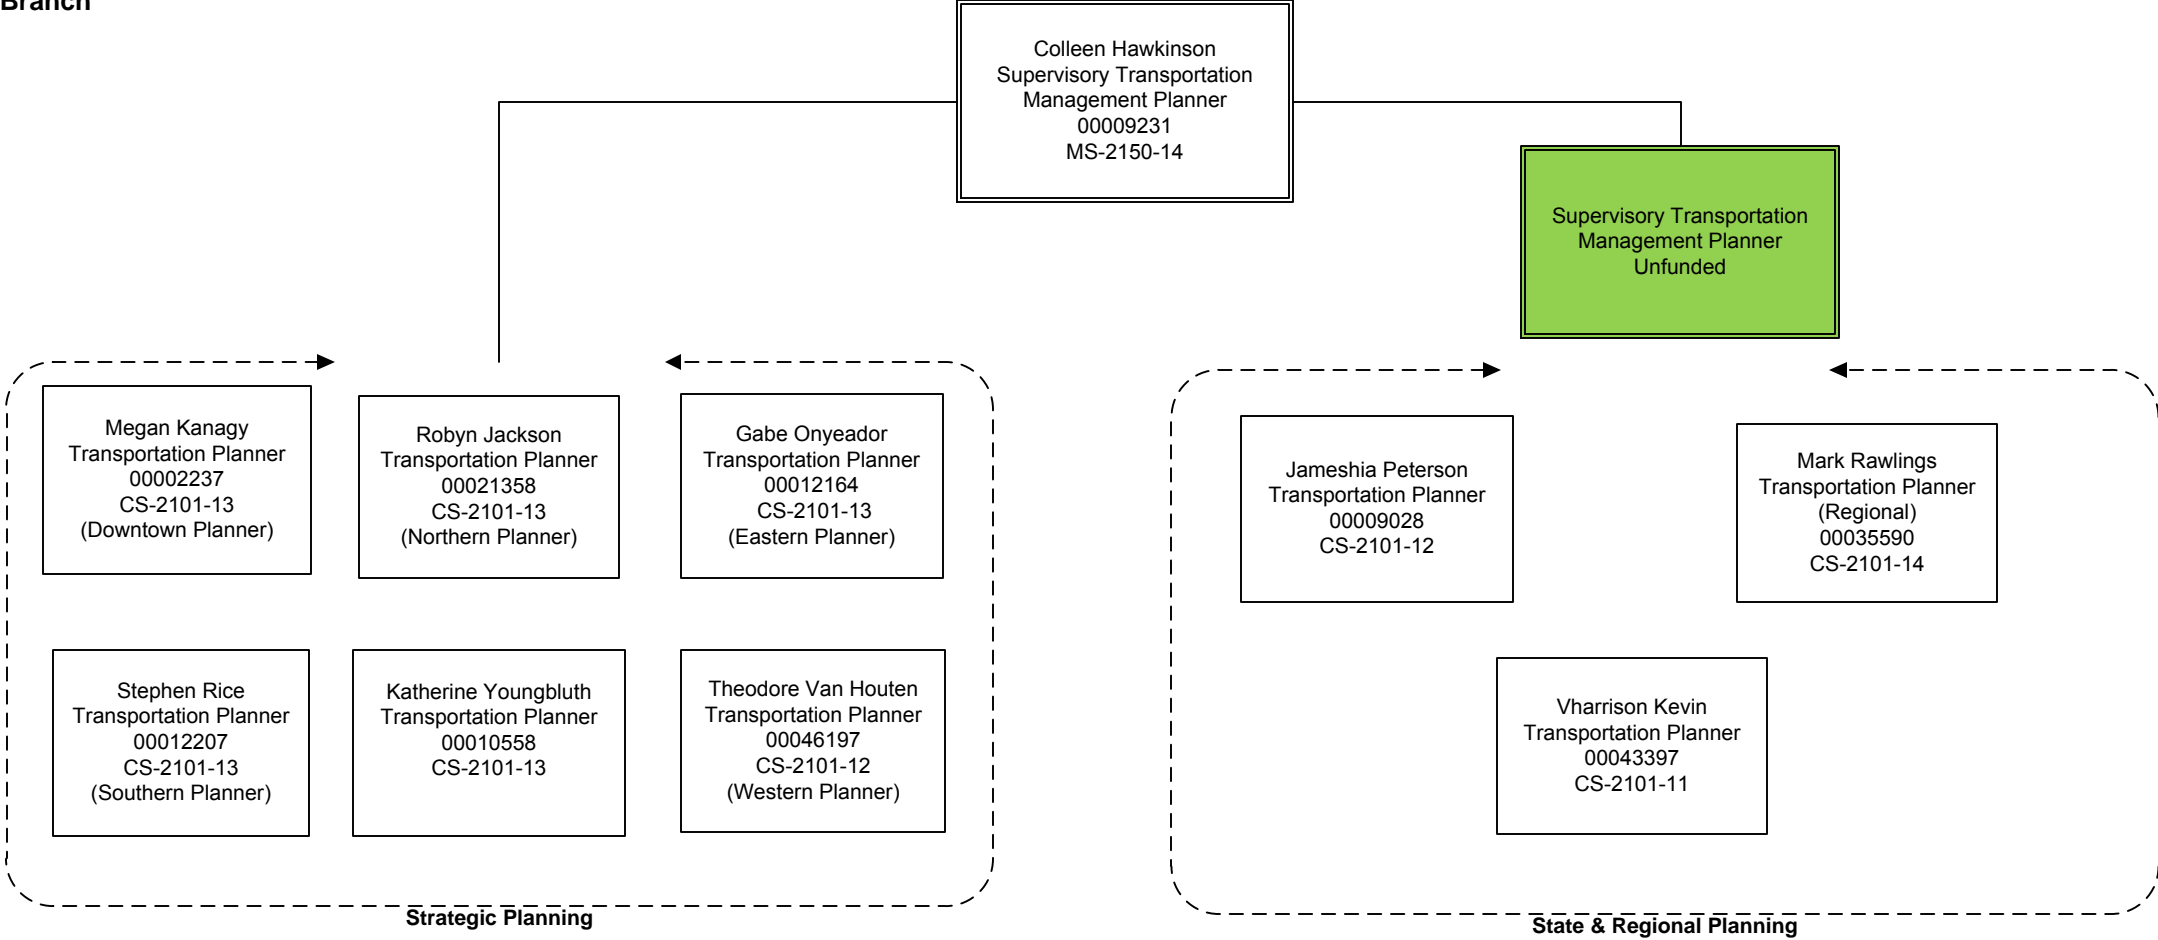 Branch
Colleen Hawkinson
Supervisory Transportation
Management Planner
00009231
MS-2150-14
Supervisory Transportation
Management Planner
Unfunded
Megan Kanagy
Transportation Planner
00002237
CS-2101-13
(Downtown Planner)
Robyn Jackson
Transportation Planner
00021358
CS-2101-13
(Northern Planner)
Gabe Onyeador
Transportation Planner
00012164
CS-2101-13
(Eastern Planner)
Stephen Rice
Transportation Planner
00012207
CS-2101-13
(Southern Planner)
Katherine Youngbluth
Transportation Planner
00010558
CS-2101-13
Theodore Van Houten
Transportation Planner
00046197
CS-2101-12
(Western Planner)
Strategic Planning
Jameshia Peterson
Transportation Planner
00009028
CS-2101-12
Mark Rawlings
Transportation Planner
(Regional)
00035590
CS-2101-14
Vharrison Kevin
Transportation Planner
00043397
CS-2101-11
State & Regional Planning